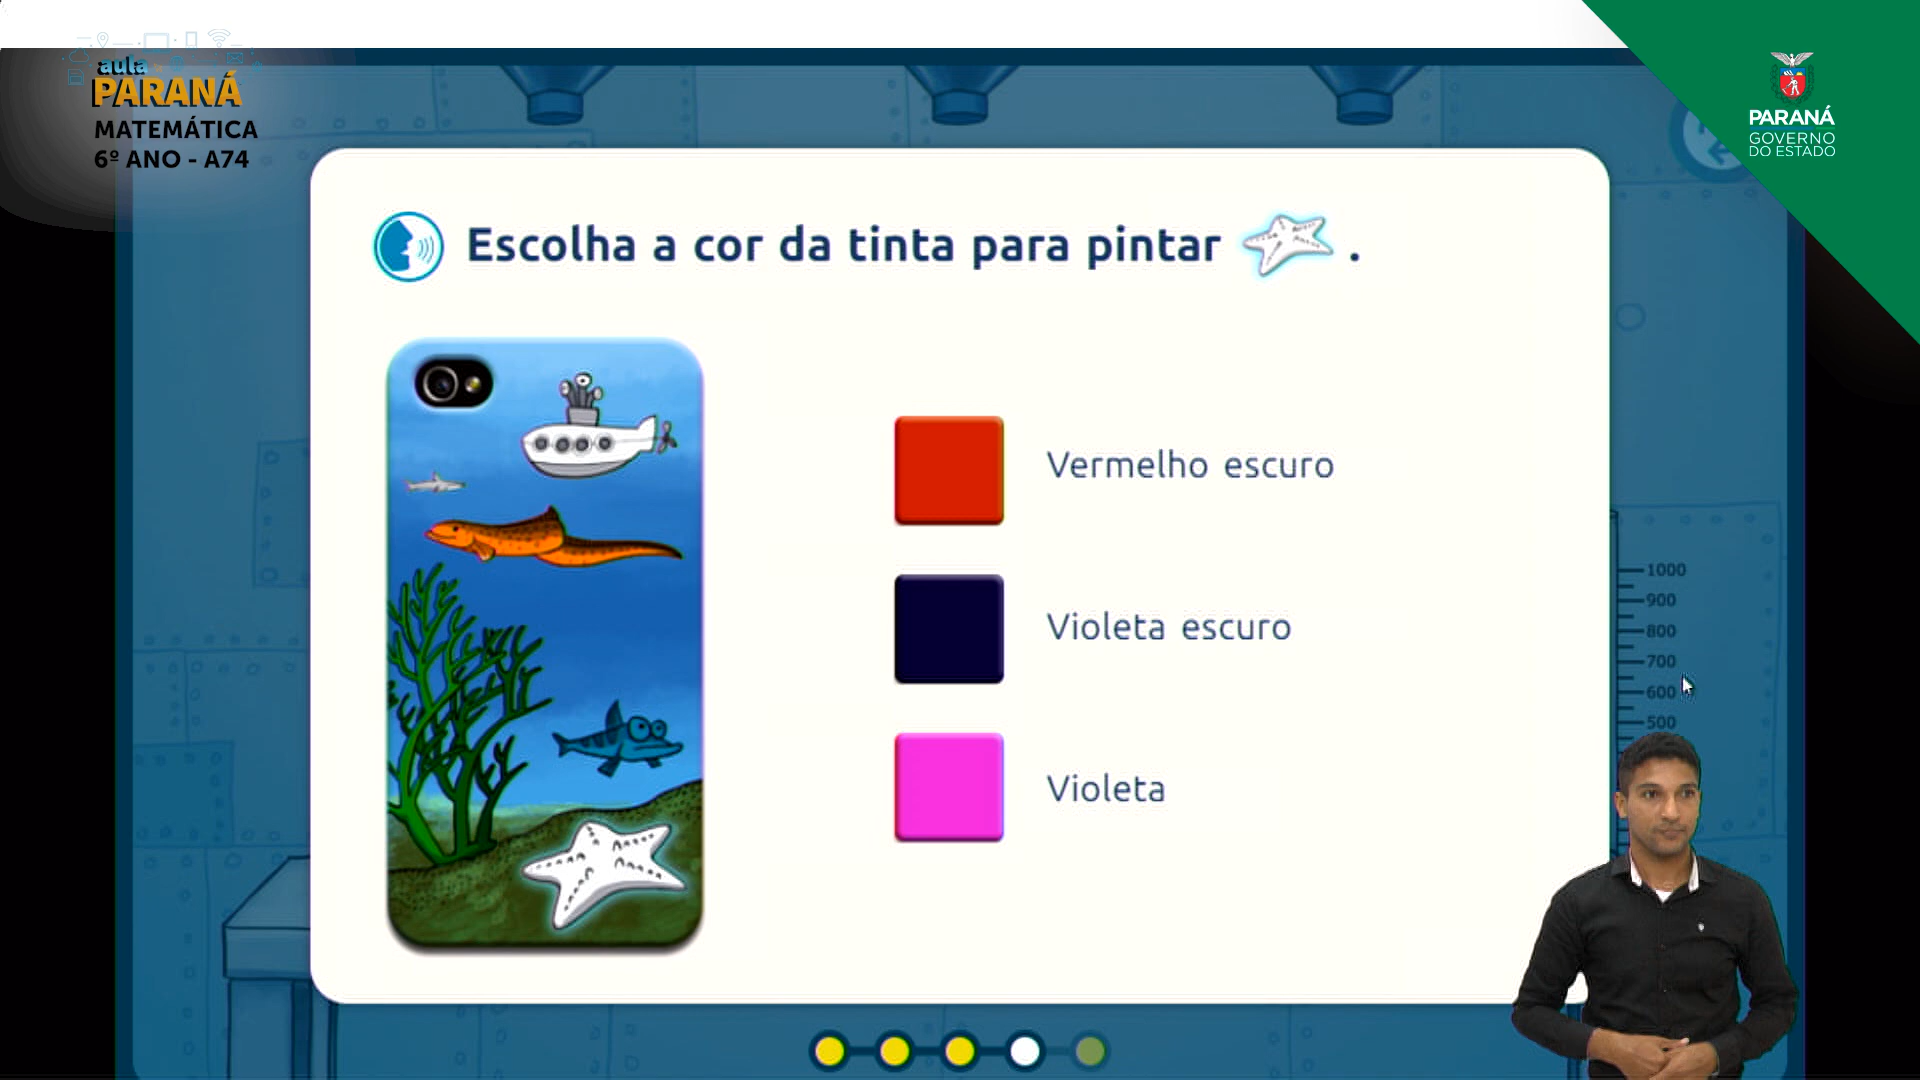 aula
PARANÁ
MATEMÁTICA
6º ANO - A74
PARANÁ
GOVERNO
DO ESTADO
Escolha a cor da tinta para pintar .
Vermelho escuro
Violeta escuro
Violeta
1000
900
800
700
600
500